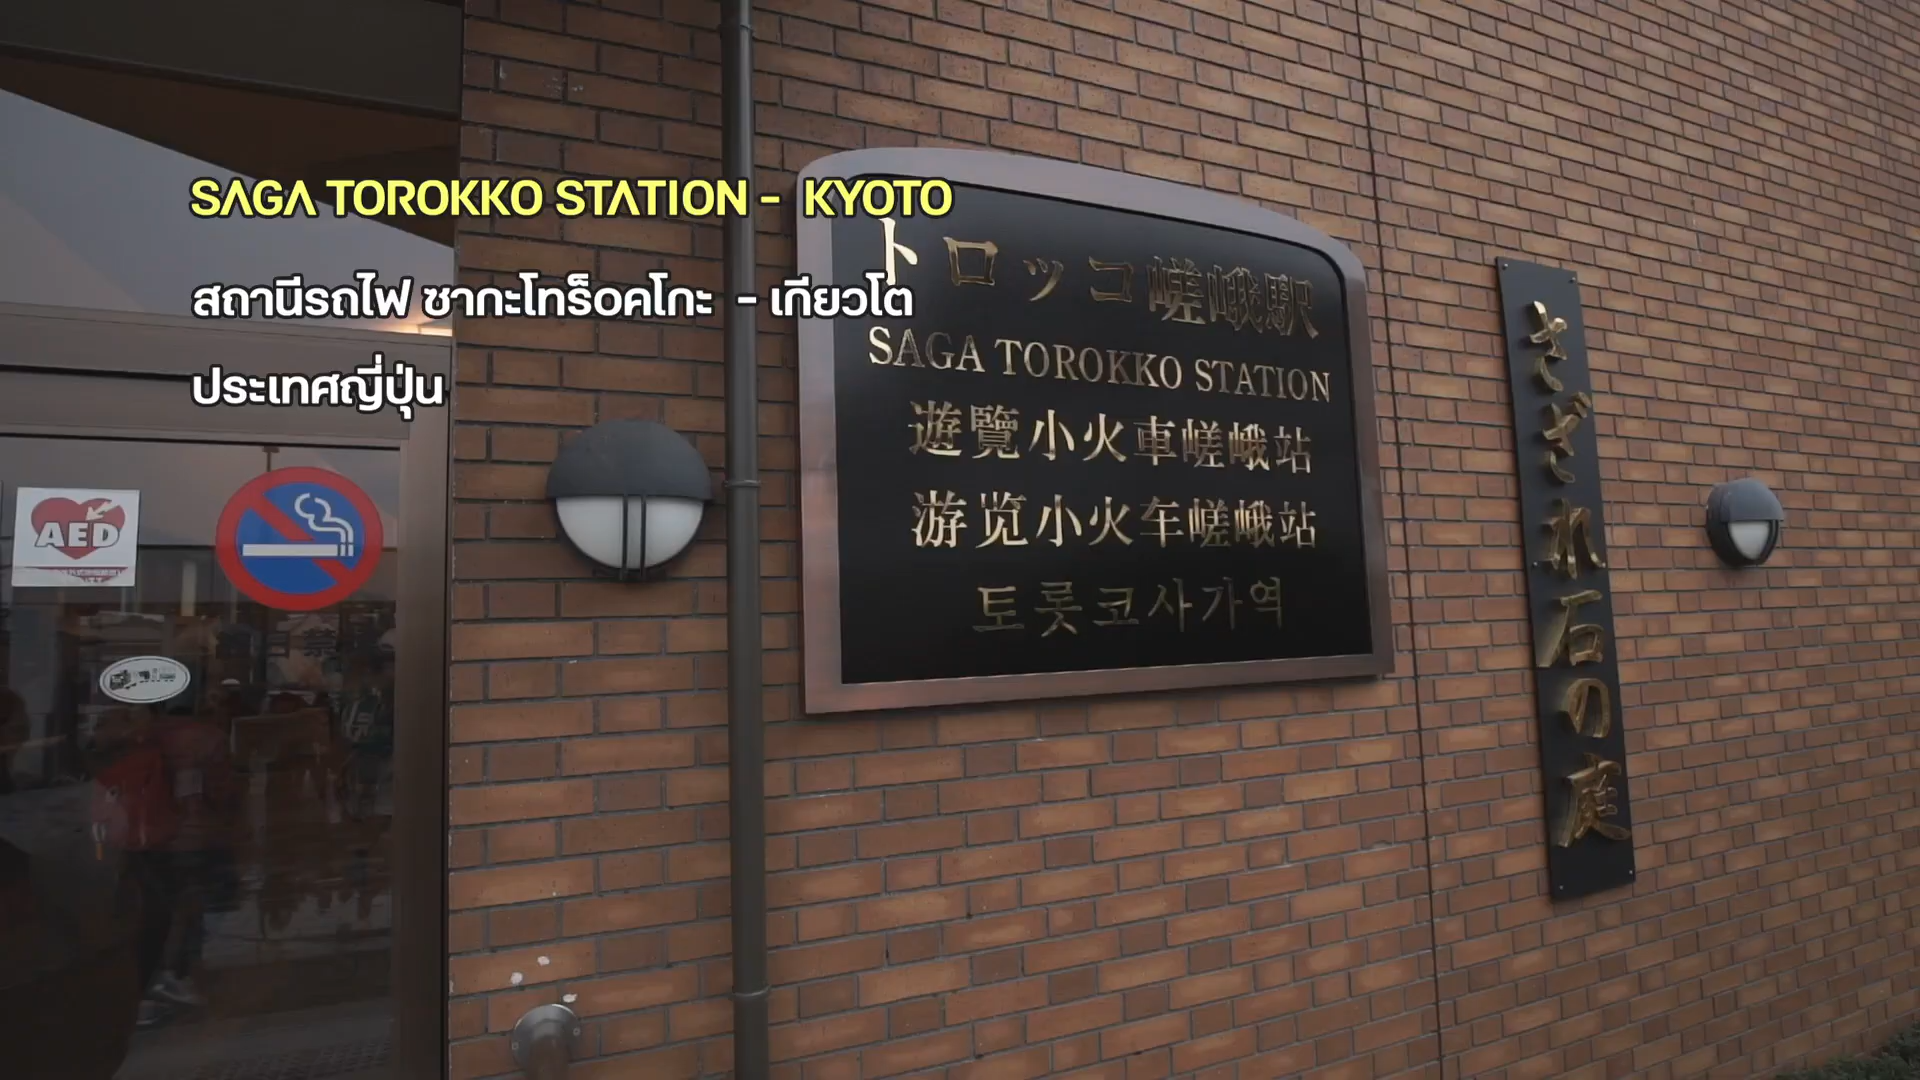 SAGA TOROKKO STATION - KYOTO
สถานีรถไฟ ซากะโทร็อคโกะ - เกียวโต
ประเทศญี่ปุ่น
トロッコ嵯峨駅
SAGA TOROKKO STATION
遊覽小火車嵯峨站
游览小火车嵯峨站
토롯코사가역
さざれ石の庭
AED